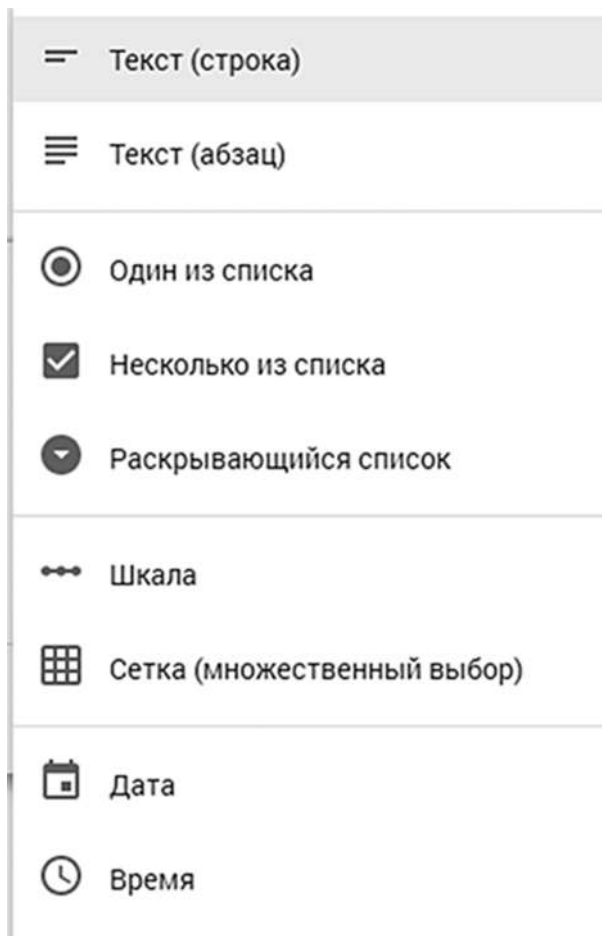 Текст (строка)
Текст (абзац)
Один из списка
Несколько из списка
Раскрывающийся список
Шкала
Сетка (множественный выбор)
Дата
Время